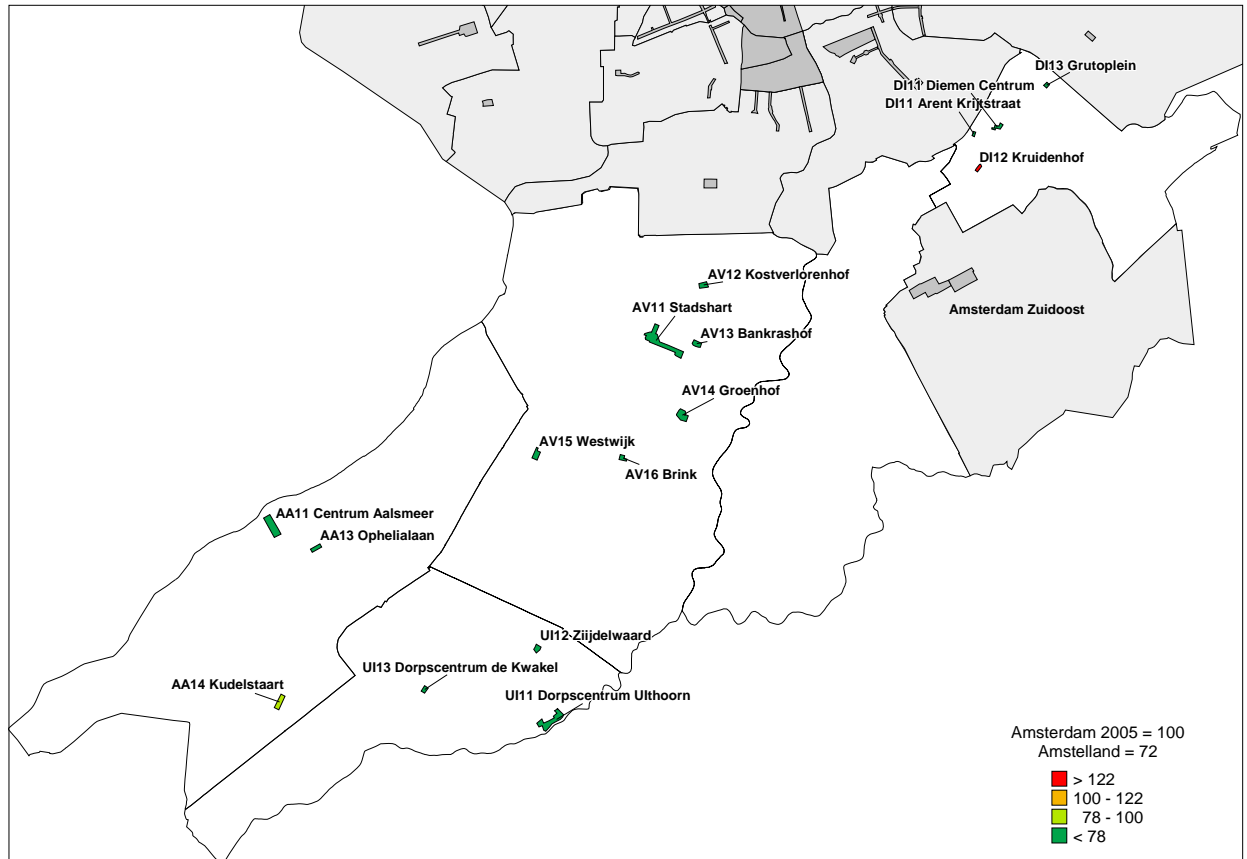 DI13 Grutoplein
DI11 Diemen Centrum
DI11 Arent Krijtstraat
DI12 Kruidenhof
AV12 Kostverlorenhof
AV11 Stadshart
AV13 Bankrashof
Amsterdam Zuidoost
AV14 Groenhof
AV15 Westwijk
AV16 Brink
AA11 Centrum Aalsmeer
AA13 Ophelialaan
UI12 Ziijdelwaard
UI13 Dorpscentrum de Kwakel
AA14 Kudelstaart
UI11 Dorpscentrum UIthoorn
Amsterdam 2005 = 100
Amstelland = 72
> 122
100 - 122
78 - 100
< 78